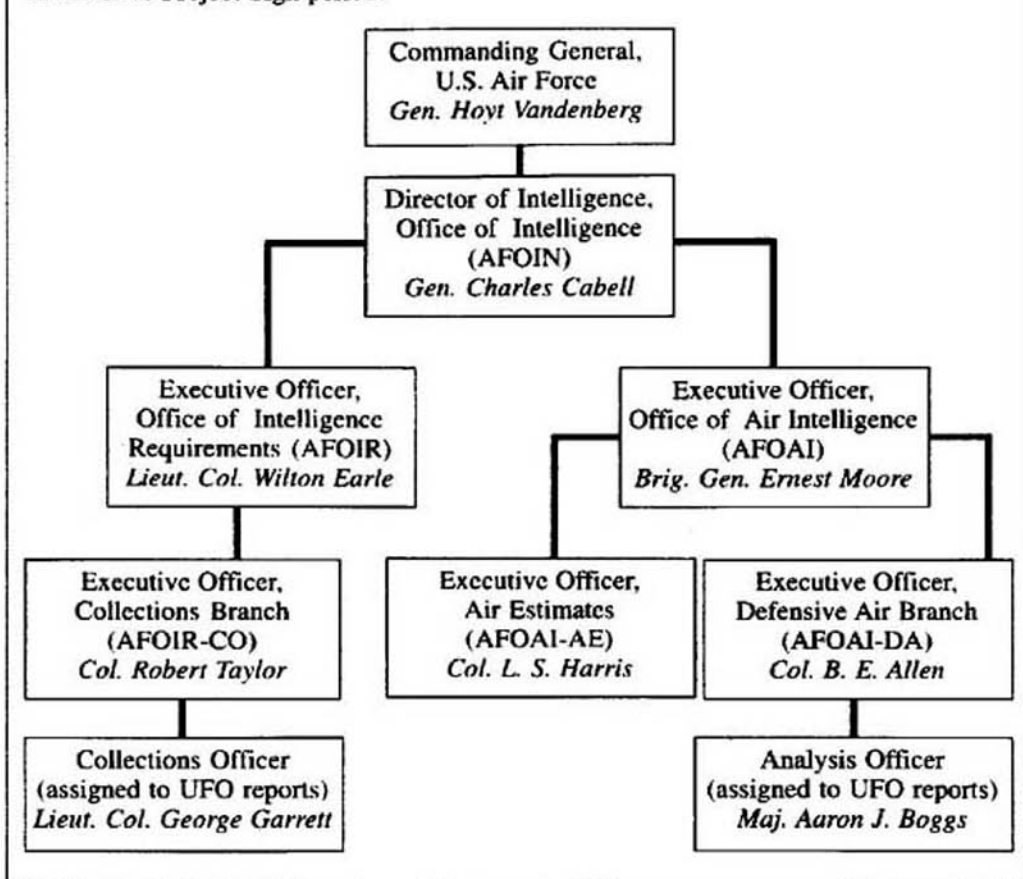 Commanding General,
U.S. Air Force
Gen. Hoyt Vandenberg
Director of Intelligence,
Office of Intelligence
(AFOIN)
Gen. Charles Cabell
Executive Officer,
Office of Intelligence
Requirements (AFOIR)
Lieut. Col. Wilton Earle
Executive Officer,
Office of Air Intelligence
(AFOAI)
Brig. Gen. Ernest Moore
Executive Officer,
Collections Branch
(AFOIR-CO)
Col. Robert Taylor
Executive Officer,
Air Estimates
(AFOAI-AE)
Col. L. S. Harris
Executive Officer,
Defensive Air Branch
(AFOAI-DA)
Col. B. E. Allen
Collections Officer
(assigned to UFO reports)
Lieut. Col. George Garrett
Analysis Officer
(assigned to UFO reports)
Maj. Aaron J. Boggs